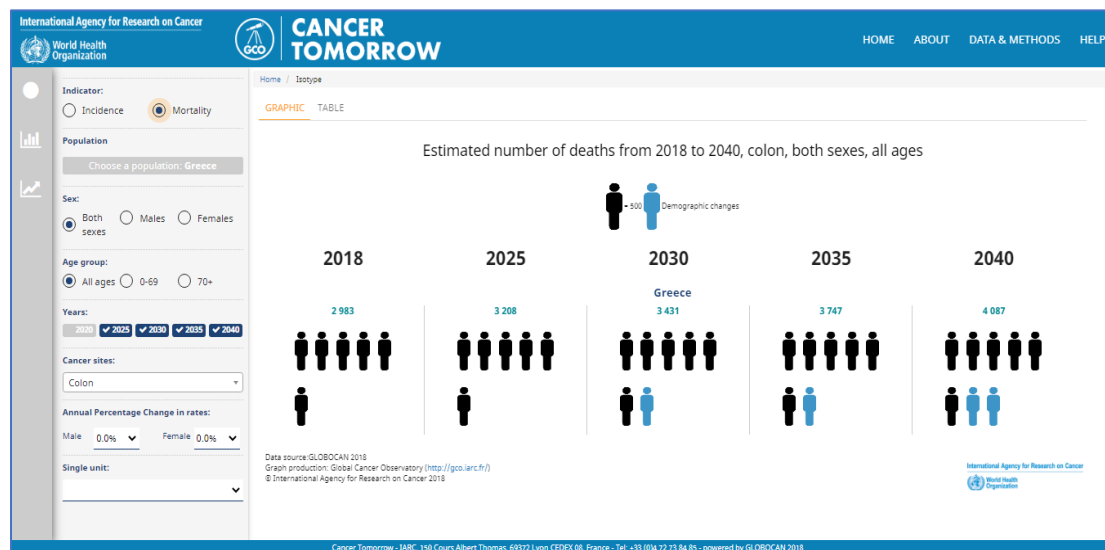 International Agency for Research on Cancer
World Health
Organization
GCO
CANCER
TOMORROW
HOME ABOUT DATA & METHODS HELP
Home / Isotype
Indicator:
Incidence Mortality
Population
Choose a population: Greece
Sex:
Both sexes Males Females
Age group:
All ages 0-69 70+
Years:
2020 2025 2030 2035 2040
Cancer sites:
Colon
Annual Percentage Change in rates:
Male 0.0% Female 0.0%
Single unit:
GRAPHIC TABLE
Estimated number of deaths from 2018 to 2040, colon, both sexes, all ages
= 500 Demographic changes
2018 2025 2030 2035 2040
Greece
2 983 3 208 3 431 3 747 4 087
Data source:GLOBOCAN 2018
Graph production: Global Cancer Observatory (http://gco.iarc.fr/)
© International Agency for Research on Cancer 2018
International Agency for Research on Cancer
World Health
Organization
Cancer Tomorrow - IARC, 150 Cours Albert Thomas, 69372 Lyon CEDEX 08, France - Tel: +33 (0)4 72 73 84 85 - powered by GLOBOCAN 2018